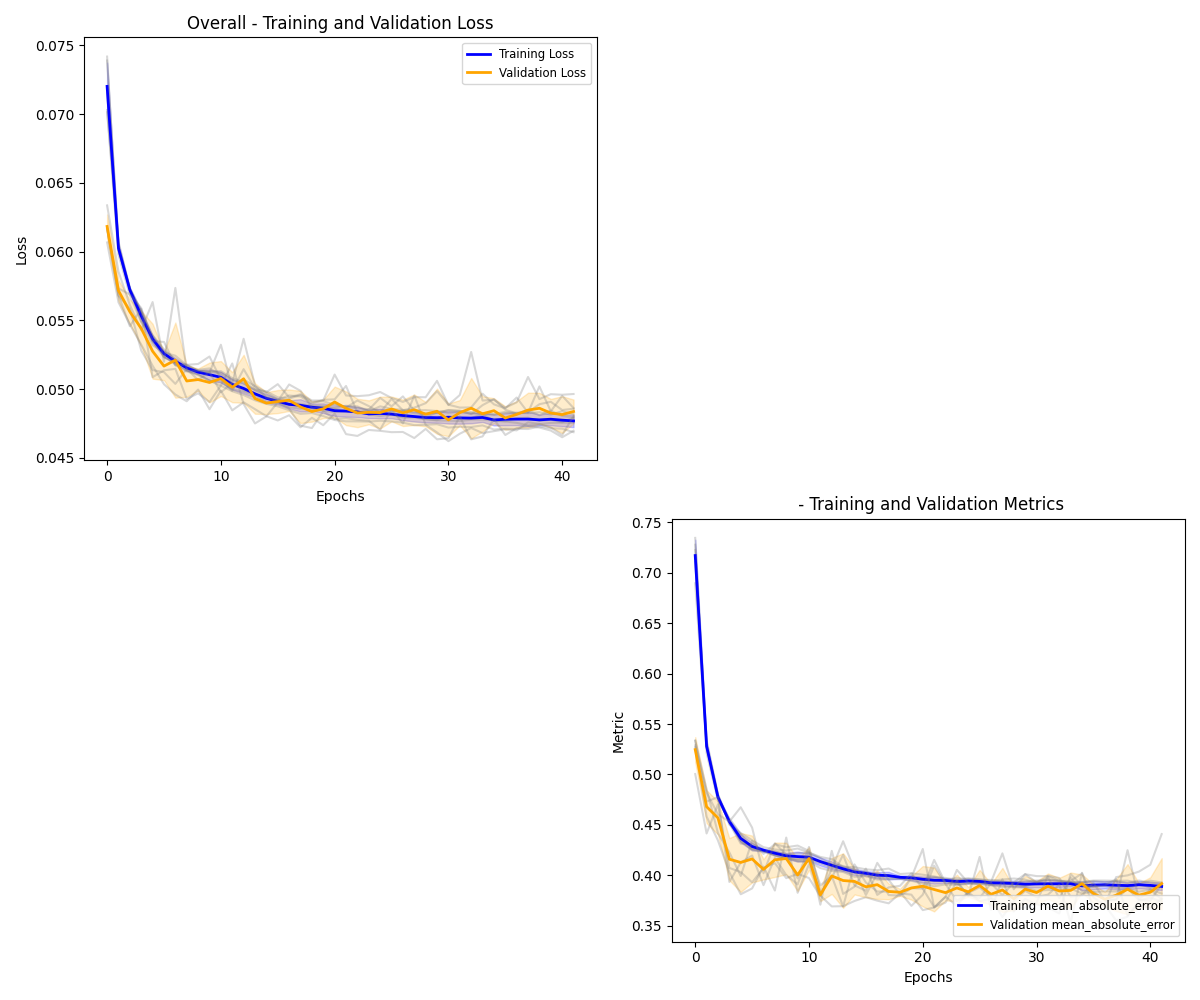 Overall - Training and Validation Loss
Training Loss
Validation Loss
0.075
0.070
0.065
0.060
0.055
0.050
0.045
Loss
0 10 20 30 40
Epochs
- Training and Validation Metrics
0.75
0.70
0.65
0.60
0.55
0.50
0.45
0.40
0.35
Metric
Training mean_absolute_error
Validation mean_absolute_error
0 10 20 30 40
Epochs